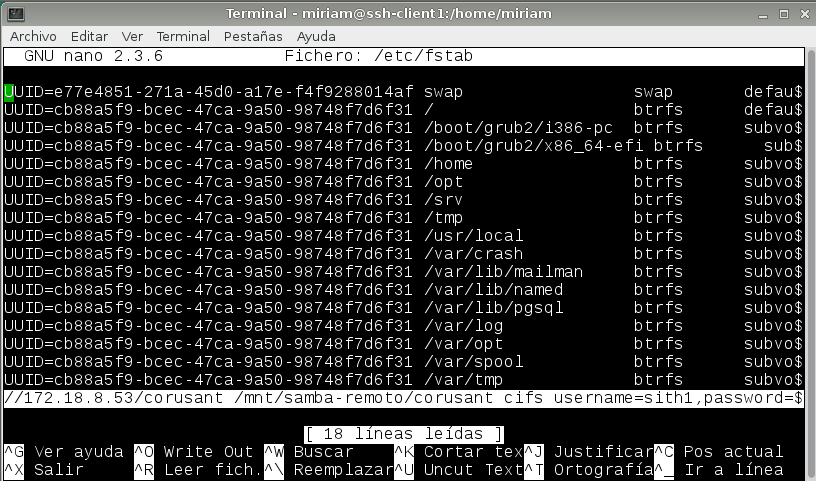 Terminal - miriam@ssh-client1:/home/miriam
Archivo Editar Ver Terminal Pestañas Ayuda
GNU nano 2.3.6 Fichero: /etc/fstab
UUID=e77e4851-271a-45d0-a17e-f4f9288014af swap swap defau$
UUID=cb88a5f9-bcec-47ca-9a50-98748f7d6f31 / btrfs defau$
UUID=cb88a5f9-bcec-47ca-9a50-98748f7d6f31 /boot/grub2/i386-pc btrfs subvo$
UUID=cb88a5f9-bcec-47ca-9a50-98748f7d6f31 /boot/grub2/x86_64-efi btrfs sub$
UUID=cb88a5f9-bcec-47ca-9a50-98748f7d6f31 /home btrfs subvo$
UUID=cb88a5f9-bcec-47ca-9a50-98748f7d6f31 /opt btrfs subvo$
UUID=cb88a5f9-bcec-47ca-9a50-98748f7d6f31 /srv btrfs subvo$
UUID=cb88a5f9-bcec-47ca-9a50-98748f7d6f31 /tmp btrfs subvo$
UUID=cb88a5f9-bcec-47ca-9a50-98748f7d6f31 /usr/local btrfs subvo$
UUID=cb88a5f9-bcec-47ca-9a50-98748f7d6f31 /var/crash btrfs subvo$
UUID=cb88a5f9-bcec-47ca-9a50-98748f7d6f31 /var/lib/mailman btrfs subvo$
UUID=cb88a5f9-bcec-47ca-9a50-98748f7d6f31 /var/lib/named btrfs subvo$
UUID=cb88a5f9-bcec-47ca-9a50-98748f7d6f31 /var/lib/pgsql btrfs subvo$
UUID=cb88a5f9-bcec-47ca-9a50-98748f7d6f31 /var/log btrfs subvo$
UUID=cb88a5f9-bcec-47ca-9a50-98748f7d6f31 /var/opt btrfs subvo$
UUID=cb88a5f9-bcec-47ca-9a50-98748f7d6f31 /var/spool btrfs subvo$
UUID=cb88a5f9-bcec-47ca-9a50-98748f7d6f31 /var/tmp btrfs subvo$
//172.18.8.53/corusant /mnt/samba-remoto/corusant cifs username=sith1,password=$
[ 18 líneas leídas ]
^G Ver ayuda ^O Write Out ^W Buscar ^K Cortar tex^J Justificar^C Pos actual
^X Salir ^R Leer fich.^\ Reemplazar^U Uncut Text^T Ortografía^_ Ir a línea